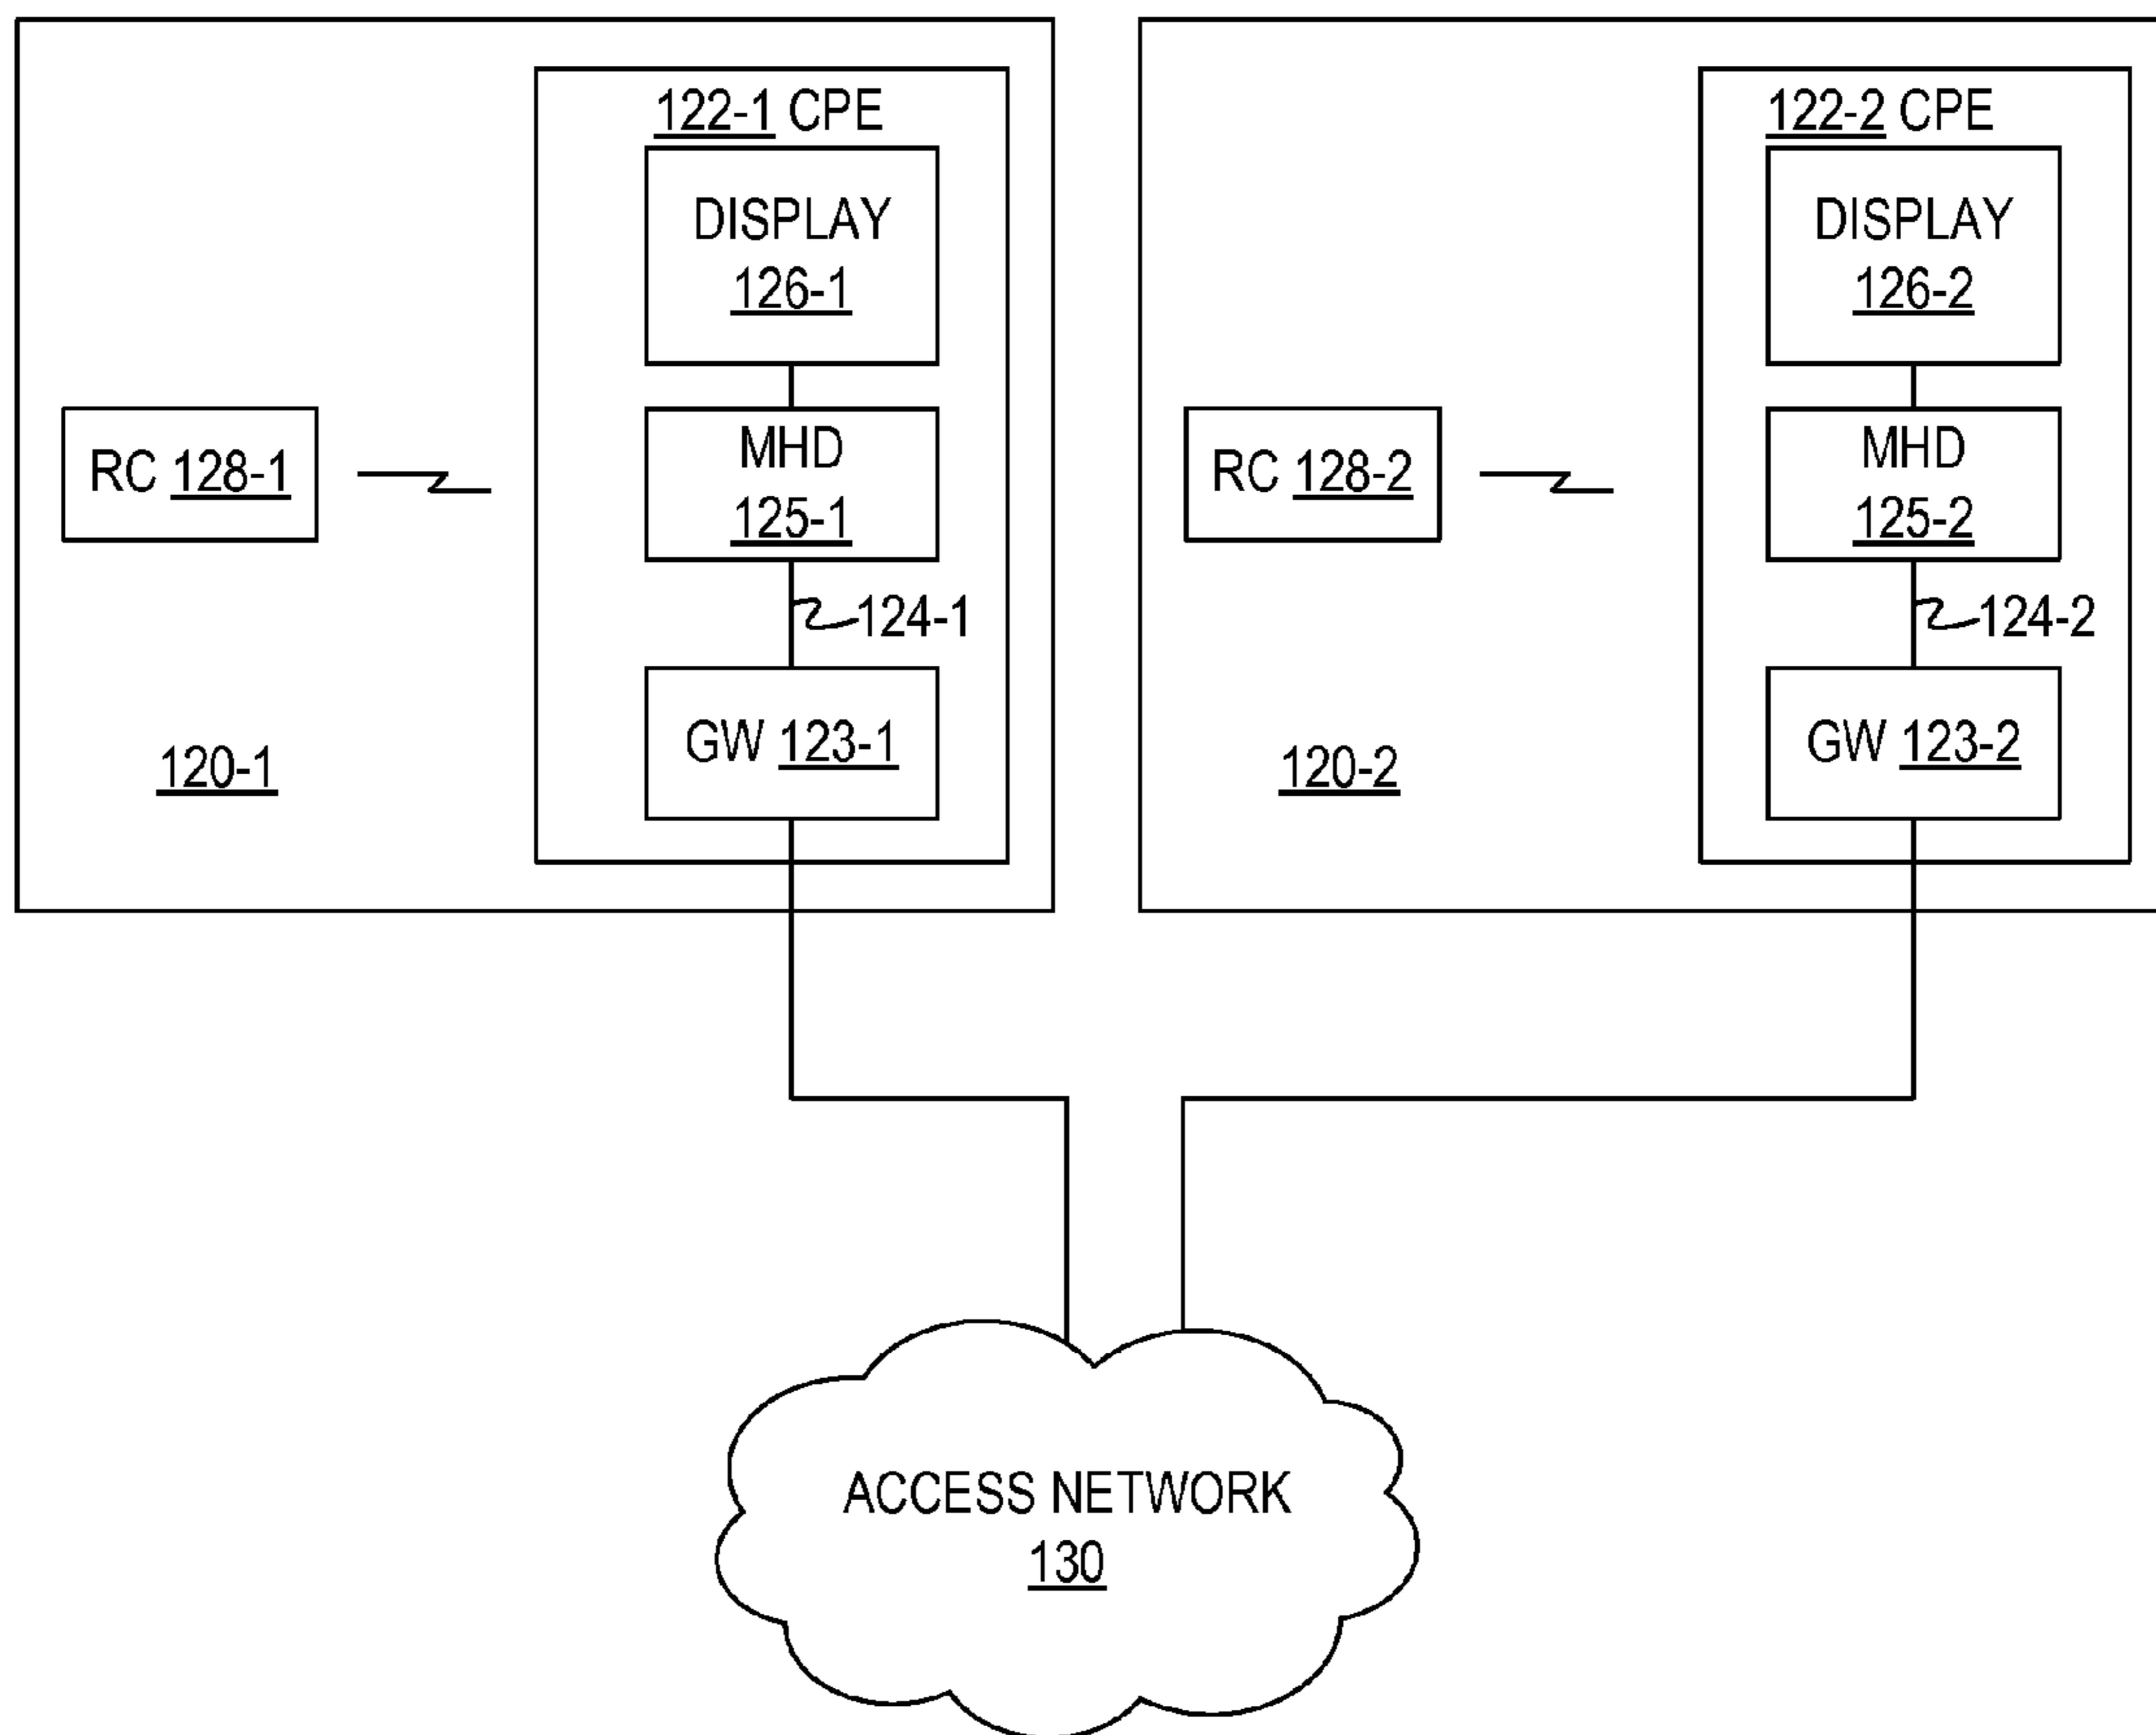 122-1 CPE
DISPLAY
126-1
RC 128-1
MHD
125-1
124-1
GW 123-1
120-1
122-2 CPE
DISPLAY
126-2
RC 128-2
MHD
125-2
124-2
GW 123-2
120-2
ACCESS NETWORK
130